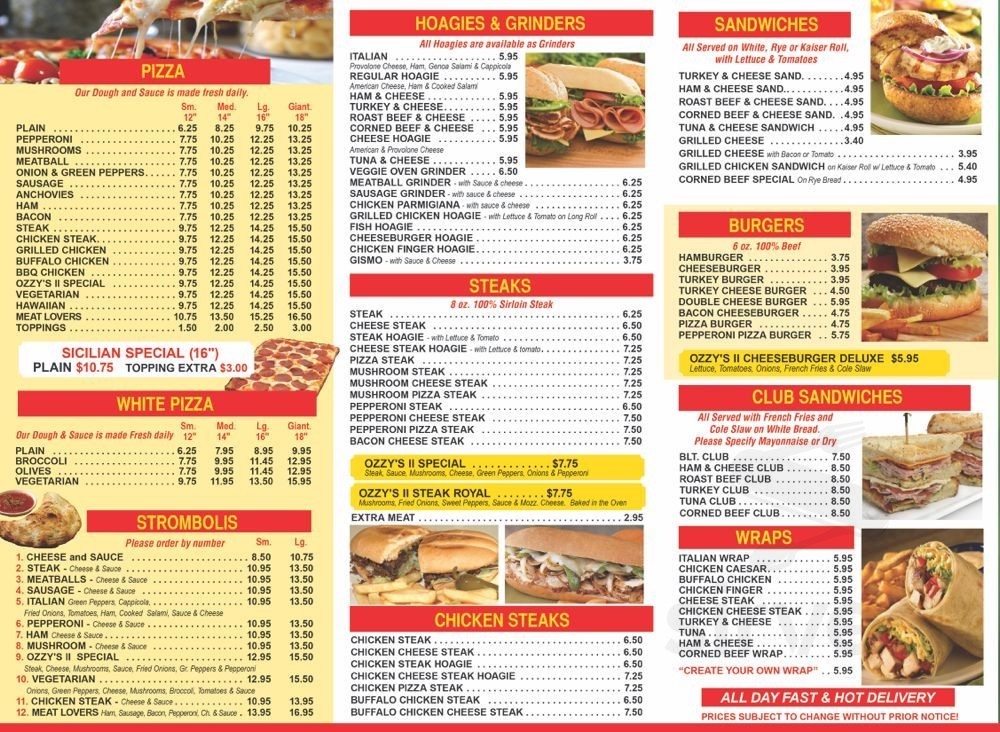 PIZZA
Our Dough and Sauce is made fresh daily.
Sm. Med. Lg. Giant.
12" 14" 16" 18"
PLAIN 6.25 8.25 9.75 10.25
PEPPERONI 7.75 10.25 12.25 13.25
MUSHROOMS 7.75 10.25 12.25 13.25
MEATBALL 7.75 10.25 12.25 13.25
ONION & GREEN PEPPERS 7.75 10.25 12.25 13.25
SAUSAGE 7.75 10.25 12.25 13.25
ANCHOVIES 7.75 10.25 12.25 13.25
HAM 7.75 10.25 12.25 13.25
BACON 7.75 10.25 12.25 13.25
STEAK 9.75 12.25 14.25 15.50
CHICKEN STEAK 9.75 12.25 14.25 15.50
GRILLED CHICKEN 9.75 12.25 14.25 15.50
BUFFALO CHICKEN 9.75 12.25 14.25 15.50
BBQ CHICKEN 9.75 12.25 14.25 15.50
OZZY'S II SPECIAL 9.75 12.25 14.25 15.50
VEGETARIAN 9.75 12.25 14.25 15.50
HAWAIIAN 9.75 12.25 14.25 15.50
MEAT LOVERS 10.75 13.50 15.25 16.50
TOPPINGS 1.50 2.00 2.50 3.00
SICILIAN SPECIAL (16")
PLAIN $10.75 TOPPING EXTRA $3.00
WHITE PIZZA
Our Dough & Sauce is made Fresh daily
Sm. Med. Lg. Giant
12" 14" 16" 18"
PLAIN 6.25 7.95 8.95 9.95
BROCCOLI 7.75 9.95 11.45 12.95
OLIVES 7.75 9.95 11.45 12.95
VEGETARIAN 9.75 11.95 13.50 15.95
STROMBOLIS
Please order by number Sm. Lg.
1. CHEESE and SAUCE 8.50 10.75
2. STEAK - Cheese & Sauce 10.95 13.50
3. MEATBALLS - Cheese & Sauce 10.95 13.50
4. SAUSAGE - Cheese & Sauce 10.95 13.50
5. ITALIAN Green Peppers, Cappicola, 10.95 13.50
Fried Onions, Tomatoes, Ham, Cooked Salami, Sauce & Cheese
6. PEPPERONI - Cheese & Sauce 10.95 13.50
7. HAM Cheese & Sauce 10.95 13.50
8. MUSHROOM - Cheese & Sauce 10.95 13.50
9. OZZY'S II SPECIAL 12.95 15.50
Steak, Cheese, Mushrooms, Sauce, Fried Onions, Gr. Peppers & Pepperoni
10. VEGETARIAN 12.95 15.50
Onions, Green Peppers, Cheese, Mushrooms, Broccoli, Tomatoes & Sauce
11. CHICKEN STEAK - Cheese & Sauce 10.95 13.95
12. MEAT LOVERS Ham, Sausage, Bacon, Pepperoni, Ch. & Sauce 13.95 16.95
HOAGIES & GRINDERS
All Hoagies are available as Grinders
ITALIAN 5.95
Provolone Cheese, Ham, Genoa Salami & Cappicola
REGULAR HOAGIE 5.95
American Cheese, Ham & Cooked Salami
HAM & CHEESE 5.95
TURKEY & CHEESE 5.95
ROAST BEEF & CHEESE 5.95
CORNED BEEF & CHEESE 5.95
CHEESE HOAGIE 5.95
American & Provolone Cheese
TUNA & CHEESE 5.95
VEGGIE OVEN GRINDER 6.50
MEATBALL GRINDER - with Sauce & cheese 6.25
SAUSAGE GRINDER - with sauce & cheese 6.25
CHICKEN PARMIGIANA - with sauce & cheese 6.25
GRILLED CHICKEN HOAGIE - with Lettuce & Tomato on Long Roll 6.25
FISH HOAGIE 6.25
CHEESEBURGER HOAGIE 6.25
CHICKEN FINGER HOAGIE 6.25
GISMO - with Sauce & Cheese 3.75
STEAKS
8 oz. 100% Sirloin Steak
STEAK 6.25
CHEESE STEAK 6.50
STEAK HOAGIE - with Lettuce & Tomato 6.50
CHEESE STEAK HOAGIE - with Lettuce & tomato 7.25
PIZZA STEAK 7.25
MUSHROOM STEAK 7.25
MUSHROOM CHEESE STEAK 7.25
MUSHROOM PIZZA STEAK 7.25
PEPPERONI STEAK 6.50
PEPPERONI CHEESE STEAK 7.50
PEPPERONI PIZZA STEAK 7.50
BACON CHEESE STEAK 7.50
OZZY'S II SPECIAL $7.75
Steak, Sauce, Mushrooms, Cheese, Green Peppers, Onions & Pepperoni
OZZY'S II STEAK ROYAL $7.75
Mushrooms, Fried Onions, Sweet Peppers, Sauce & Mozz. Cheese. Baked in the Oven
EXTRA MEAT 2.95
CHICKEN STEAKS
CHICKEN STEAK 6.50
CHICKEN CHEESE STEAK 6.50
CHICKEN STEAK HOAGIE 6.50
CHICKEN CHEESE STEAK HOAGIE 7.25
CHICKEN PIZZA STEAK 7.25
BUFFALO CHICKEN STEAK 6.50
BUFFALO CHICKEN CHEESE STEAK 7.50
SANDWICHES
All Served on White, Rye or Kaiser Roll,
with Lettuce & Tomatoes
TURKEY & CHEESE SAND. 4.95
HAM & CHEESE SAND. 4.95
ROAST BEEF & CHEESE SAND. 4.95
CORNED BEEF & CHEESE SAND. 4.95
TUNA & CHEESE SANDWICH 4.95
GRILLED CHEESE 3.40
GRILLED CHEESE with Bacon or Tomato 3.95
GRILLED CHICKEN SANDWICH on Kaiser Roll w/ Lettuce & Tomato 5.40
CORNED BEEF SPECIAL On Rye Bread 4.95
BURGERS
6 oz. 100% Beef
HAMBURGER 3.75
CHEESEBURGER 3.95
TURKEY BURGER 3.95
TURKEY CHEESE BURGER 4.50
DOUBLE CHEESE BURGER 5.95
BACON CHEESEBURGER 4.75
PIZZA BURGER 4.75
PEPPERONI PIZZA BURGER 5.75
OZZY'S II CHEESEBURGER DELUXE $5.95
Lettuce, Tomatoes, Onions, French Fries & Cole Slaw
CLUB SANDWICHES
All Served with French Fries and
Cole Slaw on White Bread.
Please Specify Mayonnaise or Dry
BLT. CLUB 7.50
HAM & CHEESE CLUB 8.50
ROAST BEEF CLUB 8.50
TURKEY CLUB 8.50
TUNA CLUB 8.50
CORNED BEEF CLUB 8.50
WRAPS
ITALIAN WRAP 5.95
CHICKEN CAESAR 5.95
BUFFALO CHICKEN 5.95
CHICKEN FINGER 5.95
CHEESE STEAK 5.95
CHICKEN CHEESE STEAK 5.95
TURKEY & CHEESE 5.95
TUNA 5.95
HAM & CHEESE 5.95
CORNED BEEF WRAP 5.95
"CREATE YOUR OWN WRAP" 5.95
ALL DAY FAST & HOT DELIVERY
PRICES SUBJECT TO CHANGE WITHOUT PRIOR NOTICE!